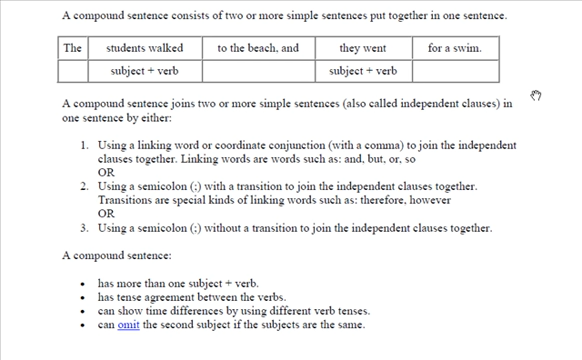 A compound sentence consists of two or more simple sentences put together in one sentence.
The students walked to the beach, and they went for a swim.
subject + verb subject + verb
A compound sentence joins two or more simple sentences (also called independent clauses) in
one sentence by either:
1. Using a linking word or coordinate conjunction (with a comma) to join the independent
clauses together. Linking words are words such as: and, but, or, so
OR
2. Using a semicolon (;) with a transition to join the independent clauses together.
Transitions are special kinds of linking words such as: therefore, however
OR
3. Using a semicolon (;) without a transition to join the independent clauses together.
A compound sentence:
• has more than one subject + verb.
• has tense agreement between the verbs.
• can show time differences by using different verb tenses.
• can omit the second subject if the subjects are the same.